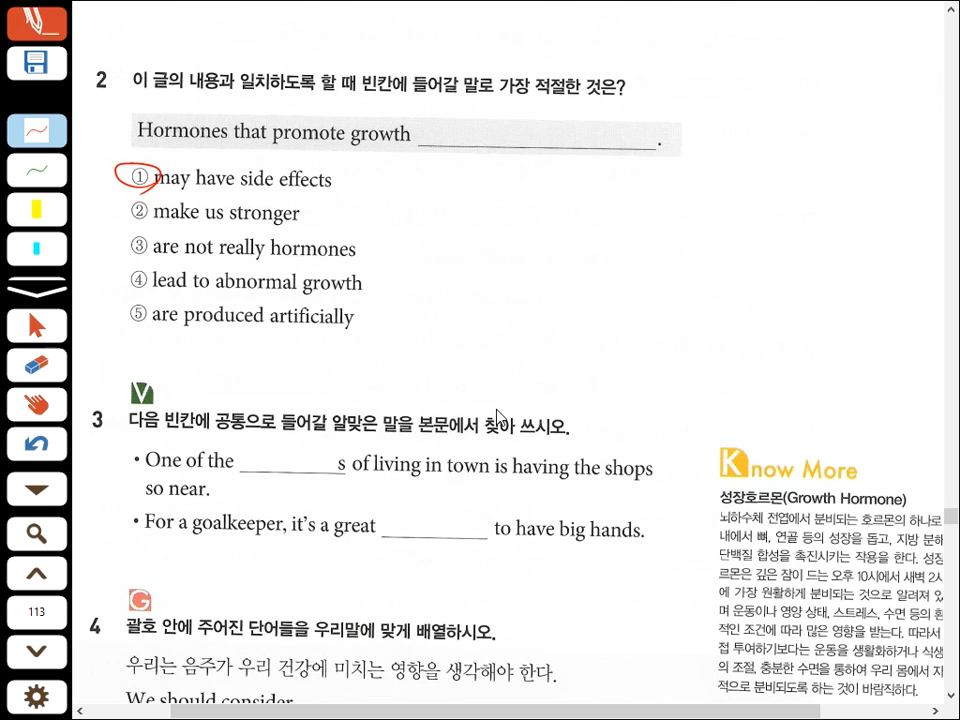 2 이 글의 내용과 일치하도록 할 때 빈칸에 들어갈 말로 가장 적절한 것은?
Hormones that promote growth ______________________.
① may have side effects
② make us stronger
③ are not really hormones
④ lead to abnormal growth
⑤ are produced artificially
V
3 다음 빈칸에 공통으로 들어갈 알맞은 말을 본문에서 찾아 쓰시오.
• One of the __________s of living in town is having the shops
so near.
• For a goalkeeper, it's a great __________ to have big hands.
G
4 괄호 안에 주어진 단어들을 우리말에 맞게 배열하시오.
우리는 음주가 우리 건강에 미치는 영향을 생각해야 한다.
We should consider
Know More
성장호르몬(Growth Hormone)
뇌하수체 전엽에서 분비되는 호르몬의 하나로
내에서 뼈, 연골 등의 성장을 돕고, 지방 분해
단백질 합성을 촉진시키는 작용을 한다. 성장
르몬은 깊은 잠이 드는 오후 10시에서 새벽 2시
에 가장 원활하게 분비되는 것으로 알려져 있
며 운동이나 영양 상태, 스트레스, 수면 등의 환
적인 조건에 따라 많은 영향을 받는다. 따라서
접 투여하기보다는 운동을 생활화하거나 식생
의 조절, 충분한 수면을 통하여 우리 몸에서 자
적으로 분비되도록 하는 것이 바람직하다.
113